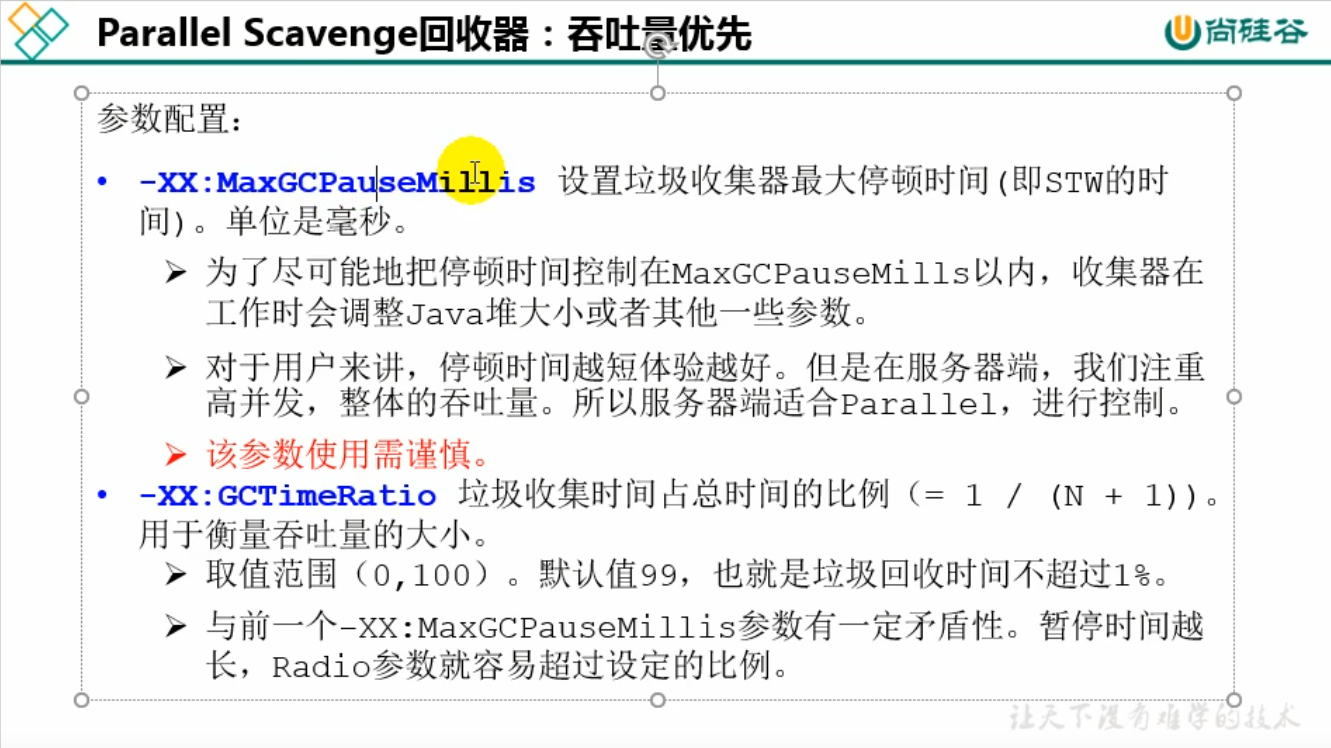 Parallel Scavenge回收器：吞吐量优先
尚硅谷
参数配置：
• -XX:MaxGCPauseMillis 设置垃圾收集器最大停顿时间(即STW的时
间)。单位是毫秒。
➢ 为了尽可能地把停顿时间控制在MaxGCPauseMills以内，收集器在
工作时会调整Java堆大小或者其他一些参数。
➢ 对于用户来讲，停顿时间越短体验越好。但是在服务器端，我们注重
高并发，整体的吞吐量。所以服务器端适合Parallel，进行控制。
➢ 该参数使用需谨慎。
• -XX:GCTimeRatio 垃圾收集时间占总时间的比例（= 1 / (N + 1))。
用于衡量吞吐量的大小。
➢ 取值范围（0,100）。默认值99，也就是垃圾回收时间不超过1%。
➢ 与前一个-XX:MaxGCPauseMillis参数有一定矛盾性。暂停时间越
长，Radio参数就容易超过设定的比例。
让天下没有难学的技术